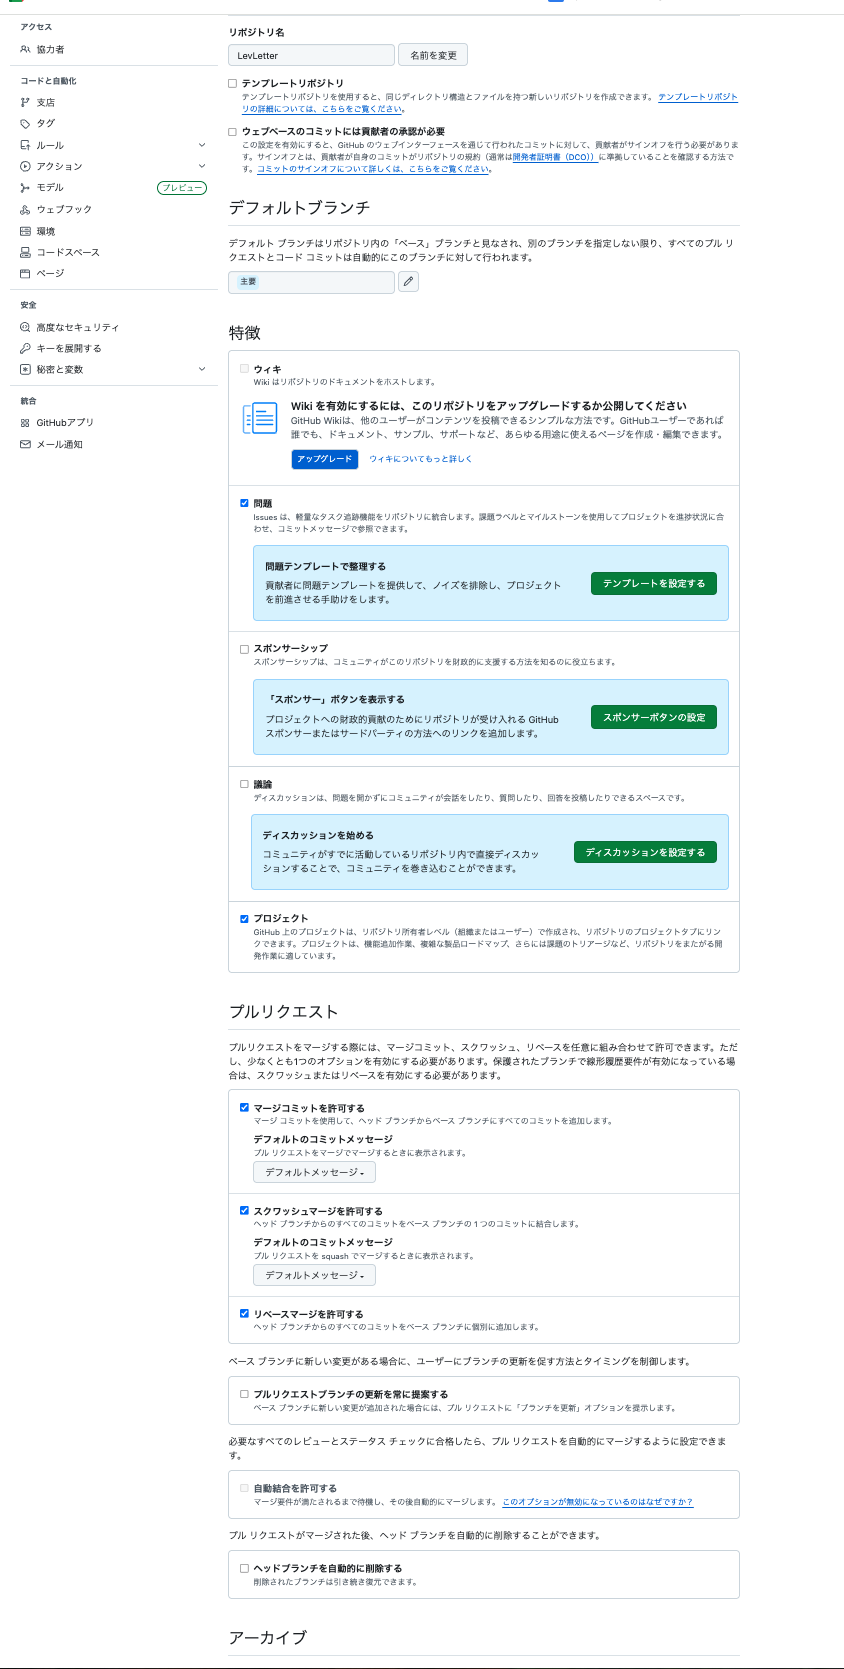 アクセス
協力者
コードと自動化
支店
タグ
ルール
アクション
モデル
プレビュー
ウェブフック
環境
コードスペース
ページ
安全
高度なセキュリティ
キーを展開する
秘密と変数
統合
GitHubアプリ
メール通知
リポジトリ名
LevLetter
名前を変更
テンプレートリポジトリ
テンプレートリポジトリを使用すると、同じディレクトリ構造とファイルを持つ新しいリポジトリを作成できます。 テンプレートリポジト
リの詳細については、こちらをご覧ください。
ウェブベースのコミットには貢献者の承認が必要
この設定を有効にすると、GitHub のウェブインターフェースを通じて行われたコミットに対して、貢献者がサインオフを行う必要がありま
す。サインオフとは、貢献者が自身のコミットがリポジトリの規約（通常は開発者証明書（DCO））に準拠していることを確認する方法で
す。コミットのサインオフについて詳しくは、こちらをご覧ください。
デフォルトブランチ
デフォルト ブランチはリポジトリ内の「ベース」ブランチと見なされ、別のブランチを指定しない限り、すべてのプル リ
クエストとコード コミットは自動的にこのブランチに対して行われます。
主要
特徴
ウィキ
Wiki はリポジトリのドキュメントをホストします。
Wiki を有効にするには、このリポジトリをアップグレードするか公開してください
GitHub Wikiは、他のユーザーがコンテンツを投稿できるシンプルな方法です。GitHubユーザーであれば
誰でも、ドキュメント、サンプル、サポートなど、あらゆる用途に使えるページを作成・編集できます。
アップグレード
ウィキについてもっと詳しく
問題
Issues は、軽量なタスク追跡機能をリポジトリに統合します。課題ラベルとマイルストーンを使用してプロジェクトを進捗状況に合
わせ、コミットメッセージで参照できます。
問題テンプレートで整理する
貢献者に問題テンプレートを提供して、ノイズを排除し、プロジェクト
を前進させる手助けをします。
テンプレートを設定する
スポンサーシップ
スポンサーシップは、コミュニティがこのリポジトリを財政的に支援する方法を知るのに役立ちます。
「スポンサー」ボタンを表示する
プロジェクトへの財政的貢献のためにリポジトリが受け入れる GitHub
スポンサーまたはサードパーティの方法へのリンクを追加します。
スポンサーボタンの設定
議論
ディスカッションは、問題を開かずにコミュニティが会話をしたり、質問したり、回答を投稿したりできるスペースです。
ディスカッションを始める
コミュニティがすでに活動しているリポジトリ内で直接ディスカッ
ションすることで、コミュニティを巻き込むことができます。
ディスカッションを設定する
プロジェクト
GitHub 上のプロジェクトは、リポジトリ所有者レベル（組織またはユーザー）で作成され、リポジトリのプロジェクトタブにリン
クできます。プロジェクトは、機能追加作業、複雑な製品ロードマップ、さらには課題のトリアージなど、リポジトリをまたがる開
発作業に適しています。
プルリクエスト
プルリクエストをマージする際には、マージコミット、スクワッシュ、リベースを任意に組み合わせて許可できます。ただ
し、少なくとも1つのオプションを有効にする必要があります。保護されたブランチで線形履歴要件が有効になっている場
合は、スクワッシュまたはリベースを有効にする必要があります。
マージコミットを許可する
マージ コミットを使用して、ヘッド ブランチからベース ブランチにすべてのコミットを追加します。
デフォルトのコミットメッセージ
プル リクエストをマージでマージするときに表示されます。
デフォルトメッセージ
スクワッシュマージを許可する
ヘッド ブランチからのすべてのコミットをベース ブランチの 1 つのコミットに結合します。
デフォルトのコミットメッセージ
プル リクエストを squash でマージするときに表示されます。
デフォルトメッセージ
リベースマージを許可する
ヘッド ブランチからのすべてのコミットをベース ブランチに個別に追加します。
ベース ブランチに新しい変更がある場合に、ユーザーにブランチの更新を促す方法とタイミングを制御します。
プルリクエストブランチの更新を常に提案する
ベース ブランチに新しい変更が追加された場合には、プル リクエストに「ブランチを更新」オプションを提示します。
必要なすべてのレビューとステータス チェックに合格したら、プル リクエストを自動的にマージするように設定できま
す。
自動結合を許可する
マージ要件が満たされるまで待機し、その後自動的にマージします。 このオプションが無効になっているのはなぜですか？
プル リクエストがマージされた後、ヘッド ブランチを自動的に削除することができます。
ヘッドブランチを自動的に削除する
削除されたブランチは引き続き復元できます。
アーカイブ